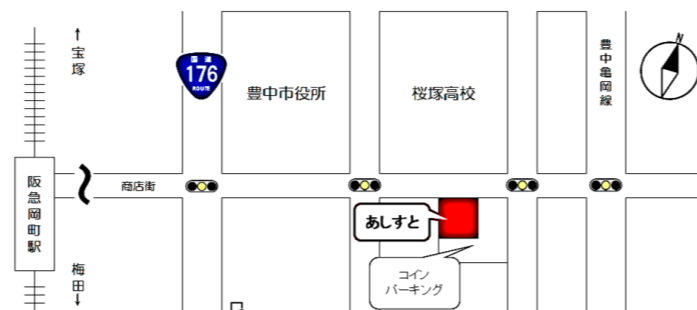 ↑
宝塚
国道
176
ROUTE
豊中市役所
桜塚高校
豊中亀岡線
N
阪急岡町駅
商店街
あしすと
コイン
パーキング
梅田
↓